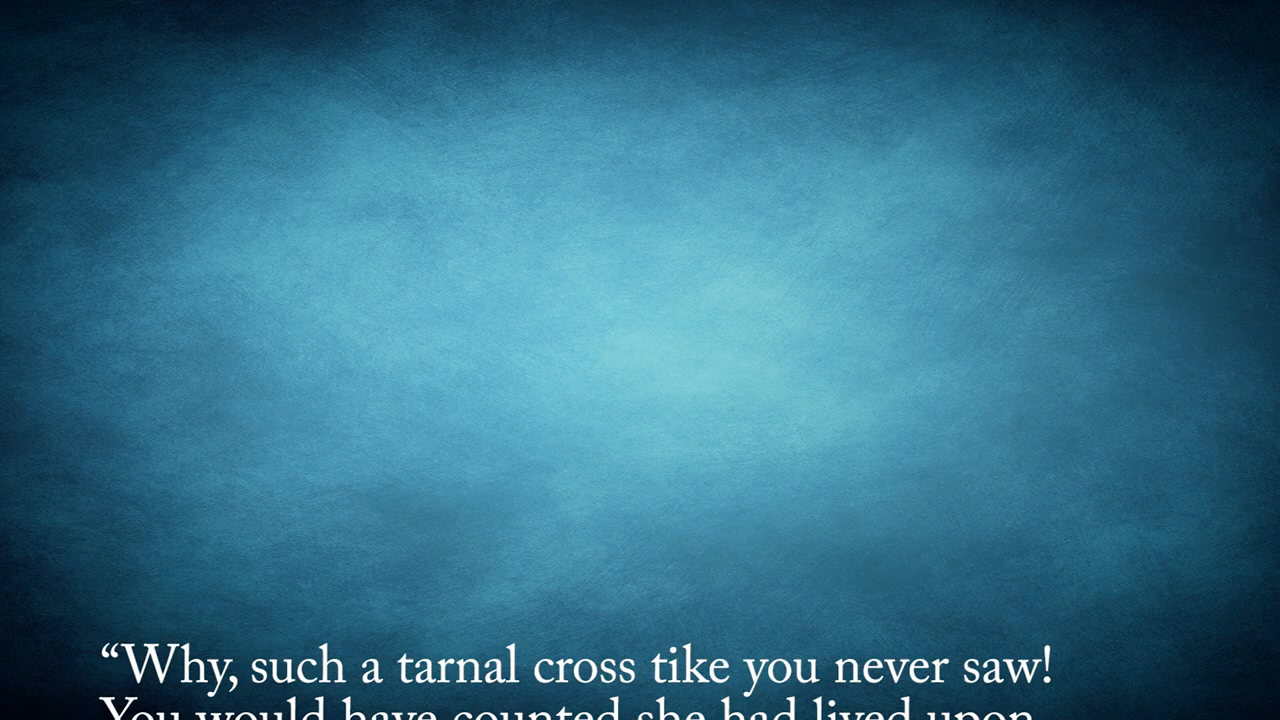 “Why, such a tarnal cross tike you never saw!
You would have counted she had lived upon